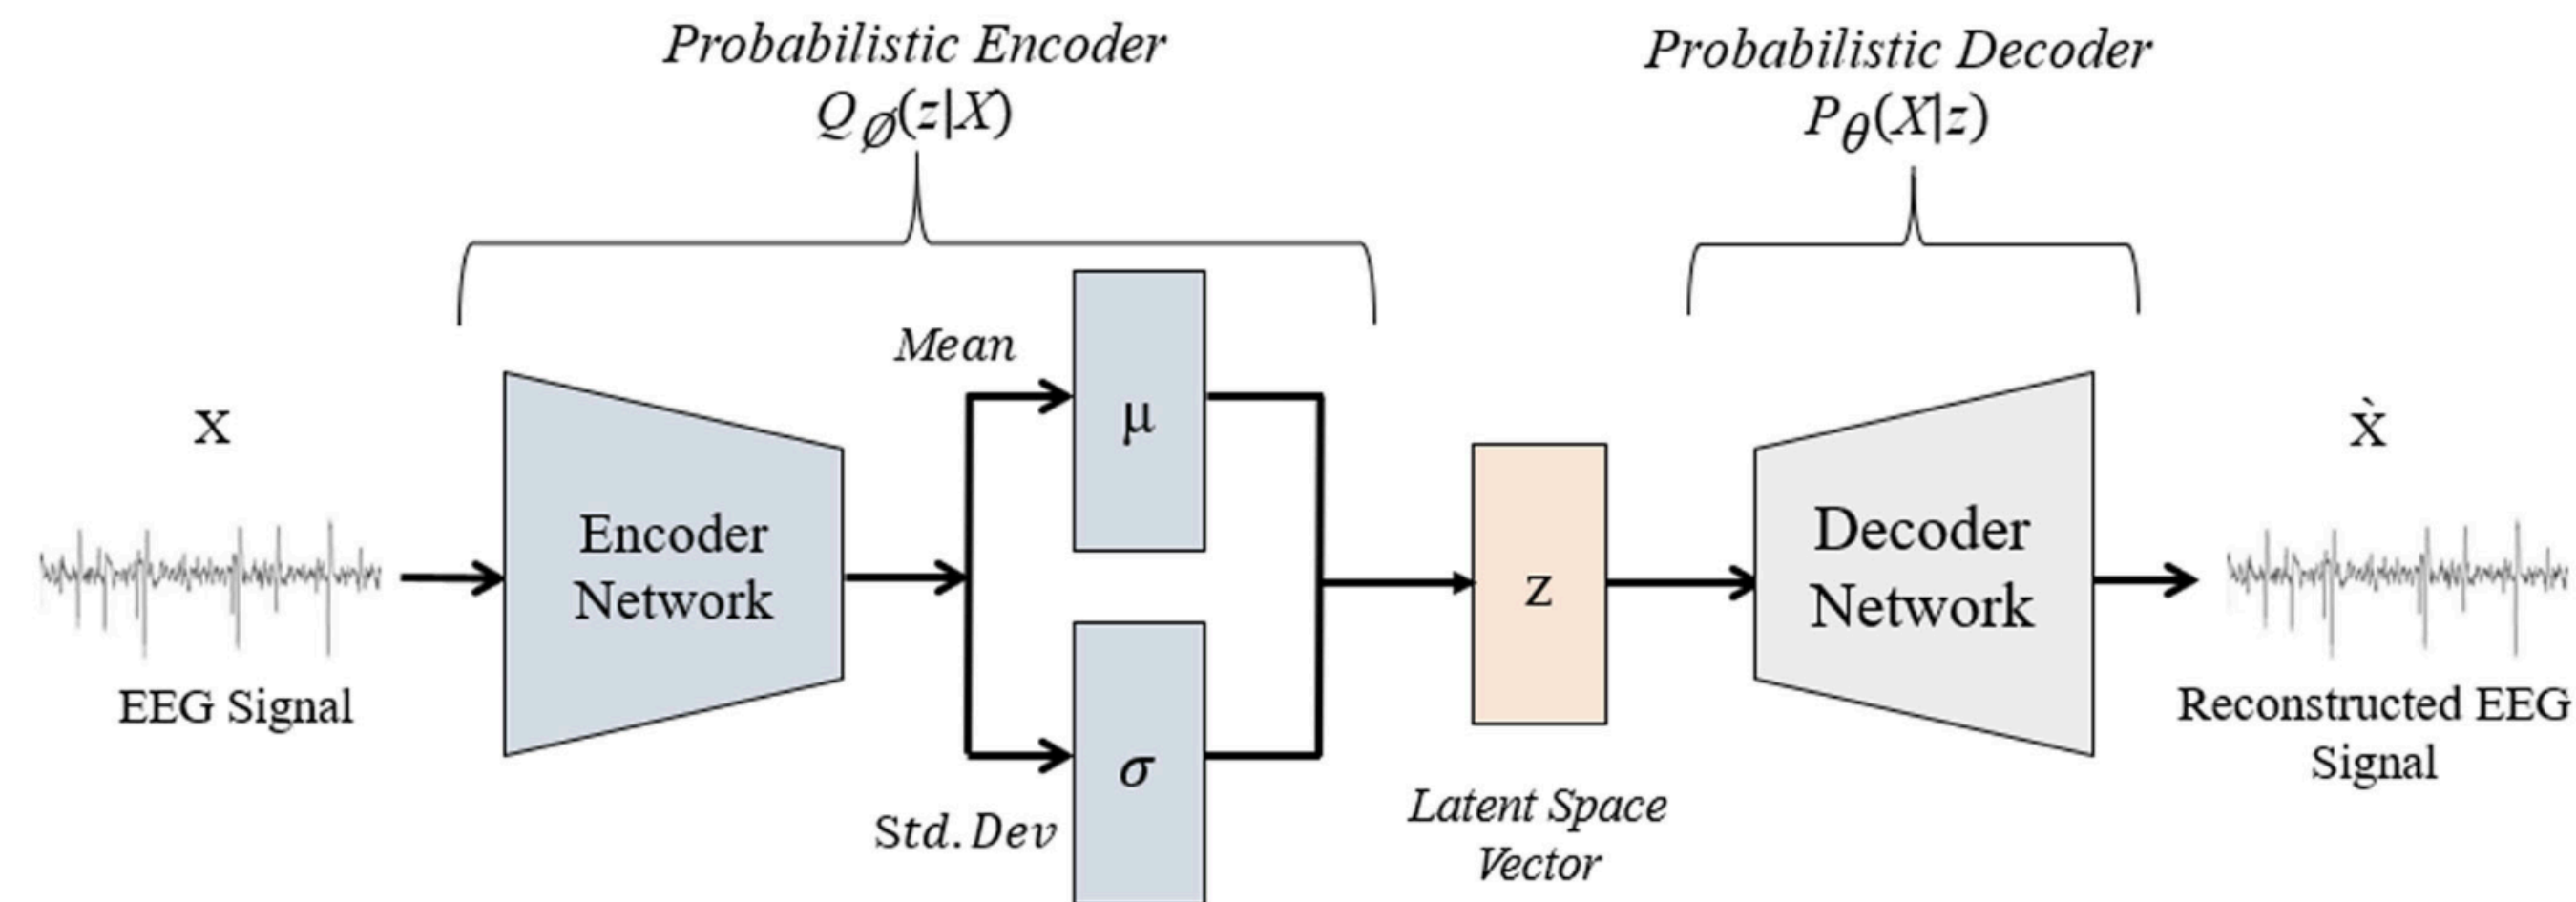 Probabilistic Encoder
Q∅(z|X)
Probabilistic Decoder
Pθ(X|z)
Mean
μ
x
x̀
Encoder
Network
z
Decoder
Network
EEG Signal
σ
Std. Dev
Latent Space
Vector
Reconstructed EEG
Signal